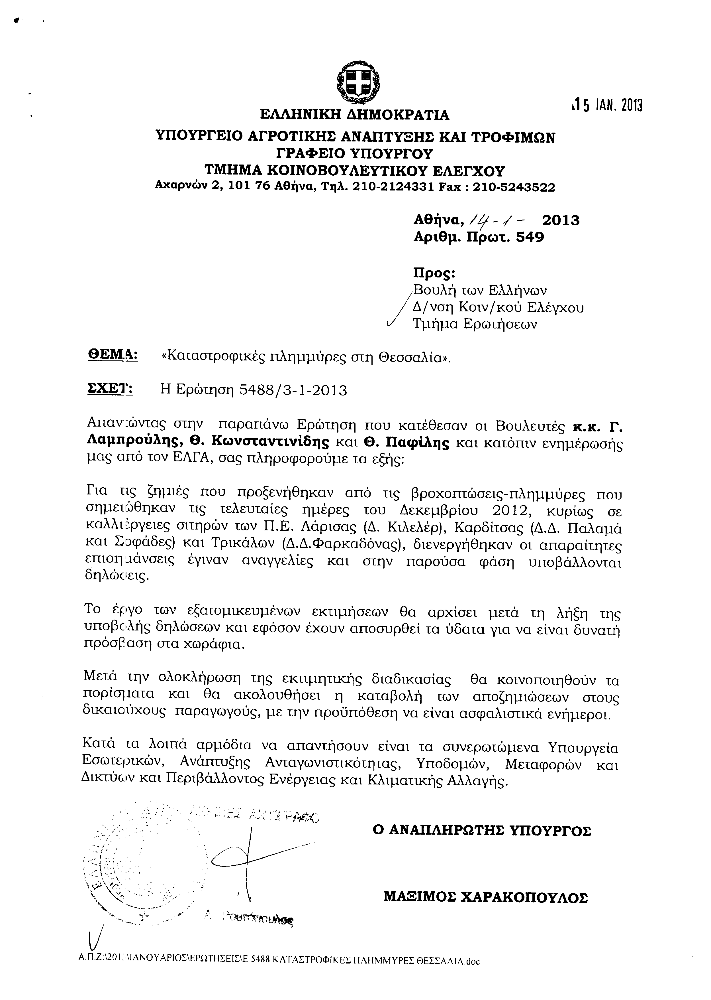 15 ΙΑΝ. 2013
ΕΛΛΗΝΙΚΗ ΔΗΜΟΚΡΑΤΙΑ
ΥΠΟΥΡΓΕΙΟ ΑΓΡΟΤΙΚΗΣ ΑΝΑΠΤΥΞΗΣ ΚΑΙ ΤΡΟΦΙΜΩΝ
ΓΡΑΦΕΙΟ ΥΠΟΥΡΓΟΥ
ΤΜΗΜΑ ΚΟΙΝΟΒΟΥΛΕΥΤΙΚΟΥ ΕΛΕΓΧΟΥ
Αχαρνών 2, 101 76 Αθήνα, Τηλ. 210-2124331 Fax : 210-5243522
Αθήνα, 14-1- 2013
Αριθμ. Πρωτ. 549
Προς:
Βουλή των Ελλήνων
Δ/νση Κοιν/κού Ελέγχου
Τμήμα Ερωτήσεων
ΘΕΜΑ: «Καταστροφικές πλημμύρες στη Θεσσαλία».
ΣΧΕΤ: Η Ερώτηση 5488/3-1-2013
Απαντώντας στην παραπάνω Ερώτηση που κατέθεσαν οι Βουλευτές κ.κ. Γ.
Λαμπρούλης, Θ. Κωνσταντινίδης και Θ. Παφίλης και κατόπιν ενημέρωσής
μας από τον ΕΛΓΑ, σας πληροφορούμε τα εξής:
Για τις ζημιές που προξενήθηκαν από τις βροχοπτώσεις-πλημμύρες που
σημειώθηκαν τις τελευταίες ημέρες του Δεκεμβρίου 2012, κυρίως σε
καλλιέργειες σιτηρών των Π.Ε. Λάρισας (Δ. Κιλελέρ), Καρδίτσας (Δ.Δ. Παλαμά
και Σοφάδες) και Τρικάλων (Δ.Δ.Φαρκαδόνας), διενεργήθηκαν οι απαραίτητες
επισημάνσεις έγιναν αναγγελίες και στην παρούσα φάση υποβάλλονται
δηλώσεις.
Το έργο των εξατομικευμένων εκτιμήσεων θα αρχίσει μετά τη λήξη της
υποβολής δηλώσεων και εφόσον έχουν αποσυρθεί τα ύδατα για να είναι δυνατή
πρόσβαση στα χωράφια.
Μετά την ολοκλήρωση της εκτιμητικής διαδικασίας θα κοινοποιηθούν τα
πορίσματα και θα ακολουθήσει η καταβολή των αποζημιώσεων στους
δικαιούχους παραγωγούς, με την προϋπόθεση να είναι ασφαλιστικά ενήμεροι.
Κατά τα λοιπά αρμόδια να απαντήσουν είναι τα συνερωτώμενα Υπουργεία
Εσωτερικών, Ανάπτυξης Ανταγωνιστικότητας, Υποδομών, Μεταφορών και
Δικτύων και Περιβάλλοντος Ενέργειας και Κλιματικής Αλλαγής.
ΑΚΡΙΒΕΣ ΑΝΤΙΓΡΑΦΟ
Ο ΑΝΑΠΛΗΡΩΤΗΣ ΥΠΟΥΡΓΟΣ
ΜΑΞΙΜΟΣ ΧΑΡΑΚΟΠΟΥΛΟΣ
Α.
Α.Π.Ζ:\2013\ΙΑΝΟΥΑΡΙΟΣ\ΕΡΩΤΗΣΕΙΣ\Ε 5488 ΚΑΤΑΣΤΡΟΦΙΚΕΣ ΠΛΗΜΜΥΡΕΣ ΘΕΣΣΑΛΙΑ.doc